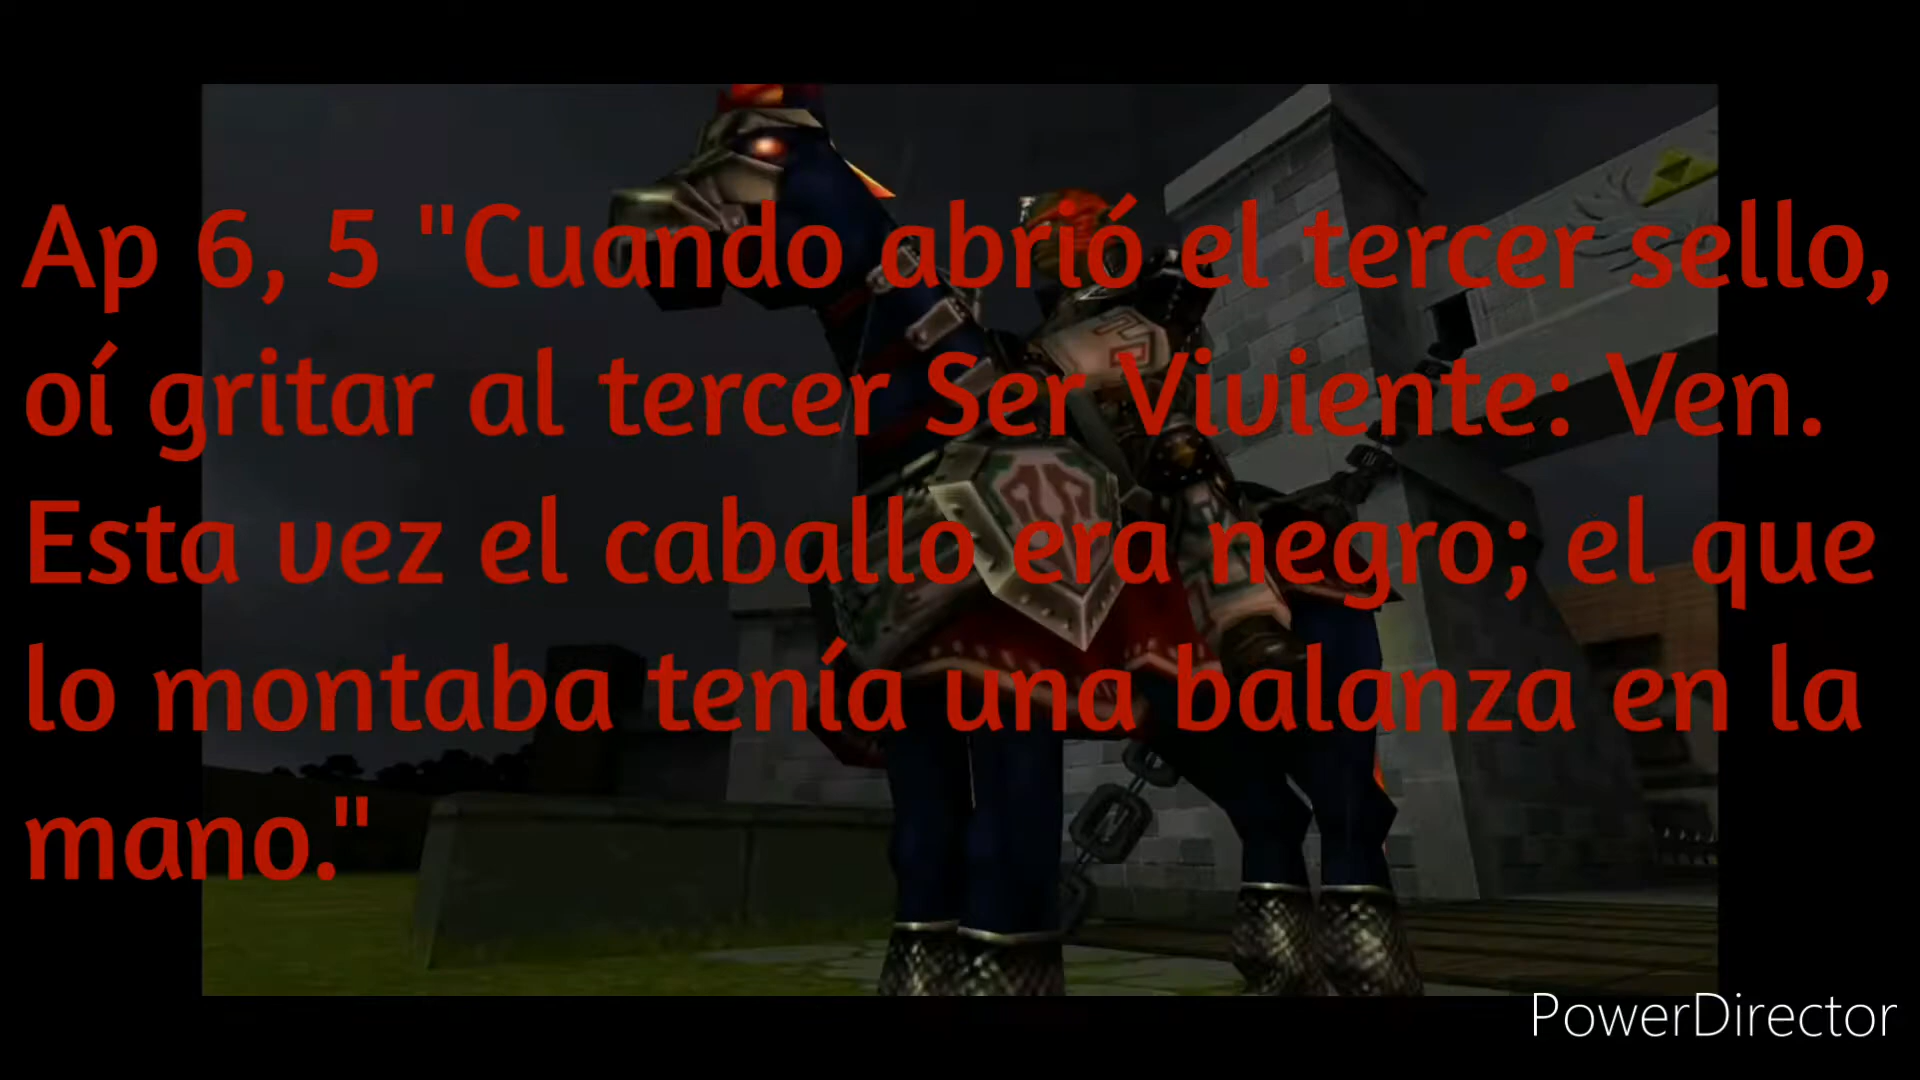 Ap 6, 5 "Cuando abrió el tercer sello,
oí gritar al tercer Ser Viviente: Ven.
Esta vez el caballo era negro; el que
lo montaba tenía una balanza en la
mano."
PowerDirector